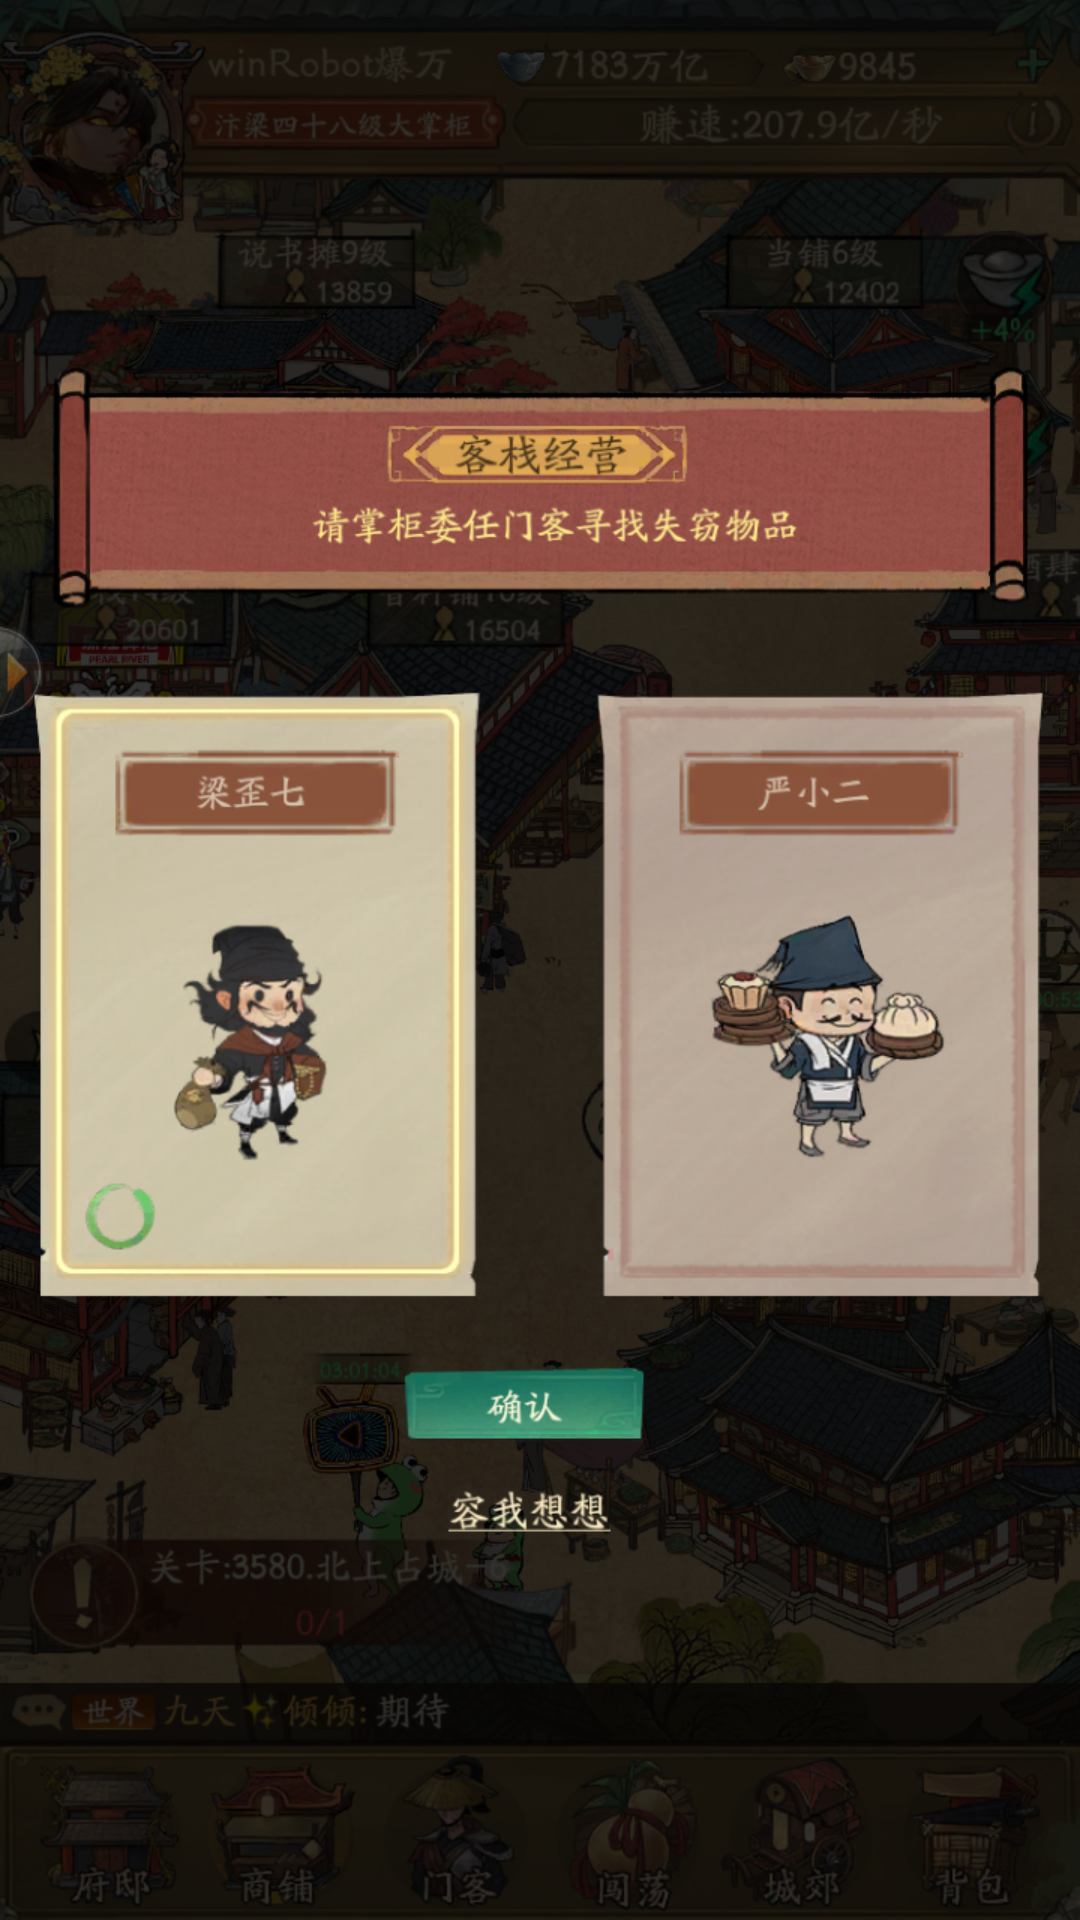 winRobot爆万
7183万亿
9845
汴梁四十八级大掌柜
赚速:207.9亿/秒
说书摊9级
13859
当铺6级
12402
+4%
客栈经营
请掌柜委任门客寻找失窃物品
20601
16504
PEARL RIVER
梁歪七
严小二
03:01:04
确认
容我想想
关卡:3580.北上占城-6
0/1
世界 九天✨倾倾: 期待
府邸
商铺
门客
闯荡
城郊
背包